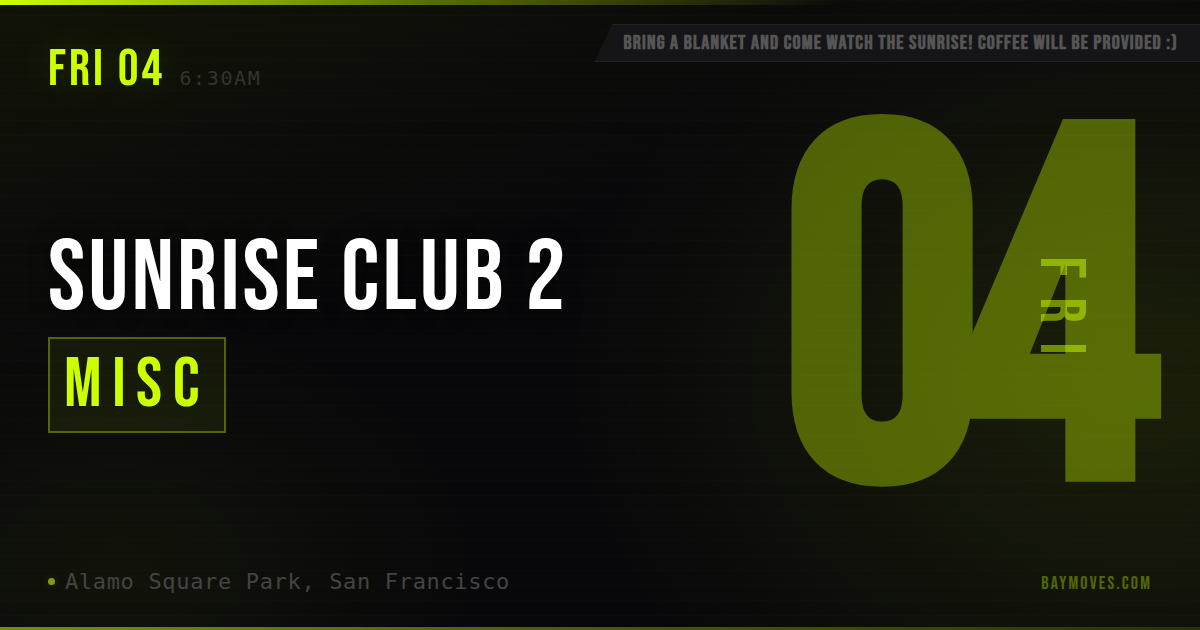 BRING A BLANKET AND COME WATCH THE SUNRISE! COFFEE WILL BE PROVIDED :)
FRI 04 6:30AM
04
FRI
SUNRISE CLUB 2
MISC
Alamo Square Park, San Francisco
BAYMOVES.COM